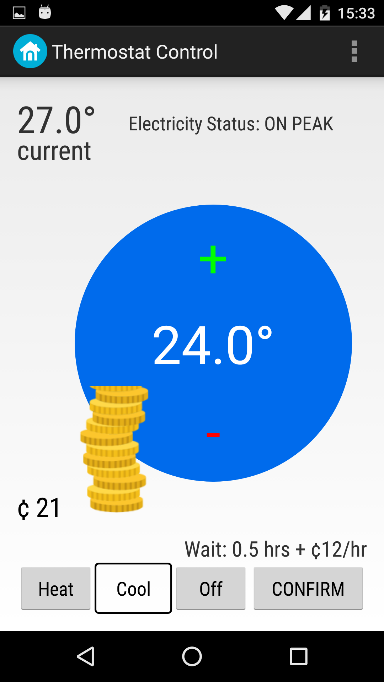 15:33
Thermostat Control
27.0°
current
Electricity Status: ON PEAK
+
24.0°
-
¢ 21
Wait: 0.5 hrs + ¢12/hr
Heat Cool Off CONFIRM